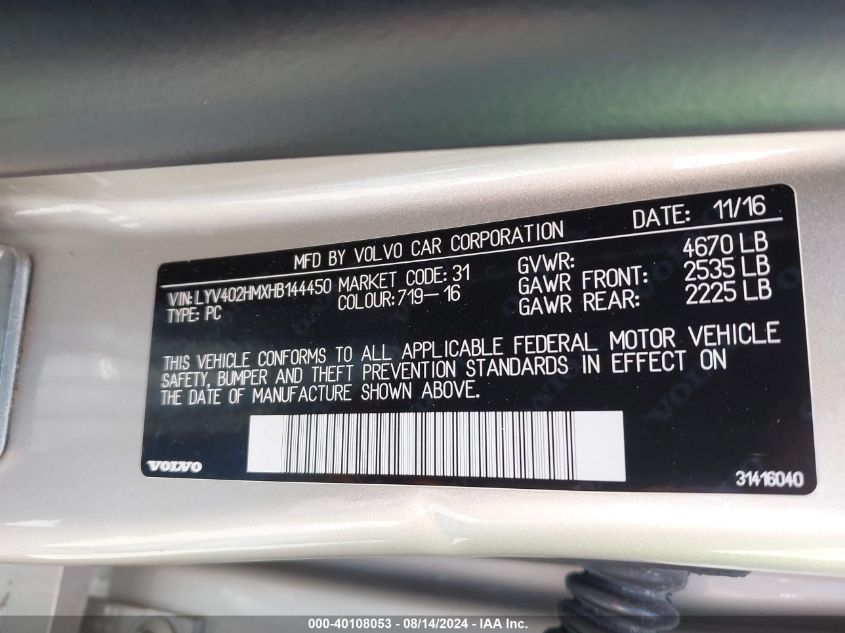 MFD BY VOLVO CAR CORPORATION DATE: 11/16
VIN: LYV402HMXHB144450 MARKET CODE: 31 GVWR: 4670 LB
TYPE: PC COLOUR: 719-16 GAWR FRONT: 2535 LB
GAWR REAR: 2225 LB
THIS VEHICLE CONFORMS TO ALL APPLICABLE FEDERAL MOTOR VEHICLE
SAFETY, BUMPER AND THEFT PREVENTION STANDARDS IN EFFECT ON
THE DATE OF MANUFACTURE SHOWN ABOVE.
VOLVO
31416040
000-40108053 - 08/14/2024 - IAA Inc.